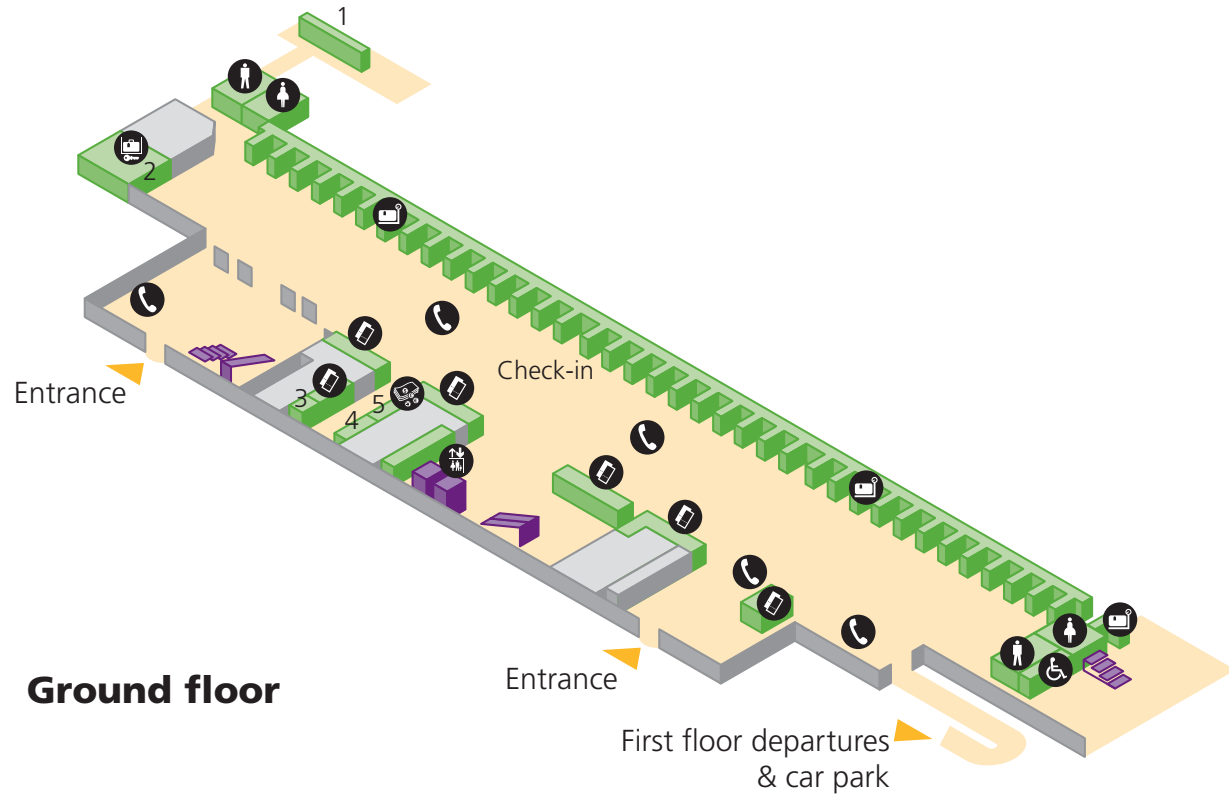 1
2
Check-in
Entrance
3
4
5
Ground floor
Entrance
First floor departures
& car park